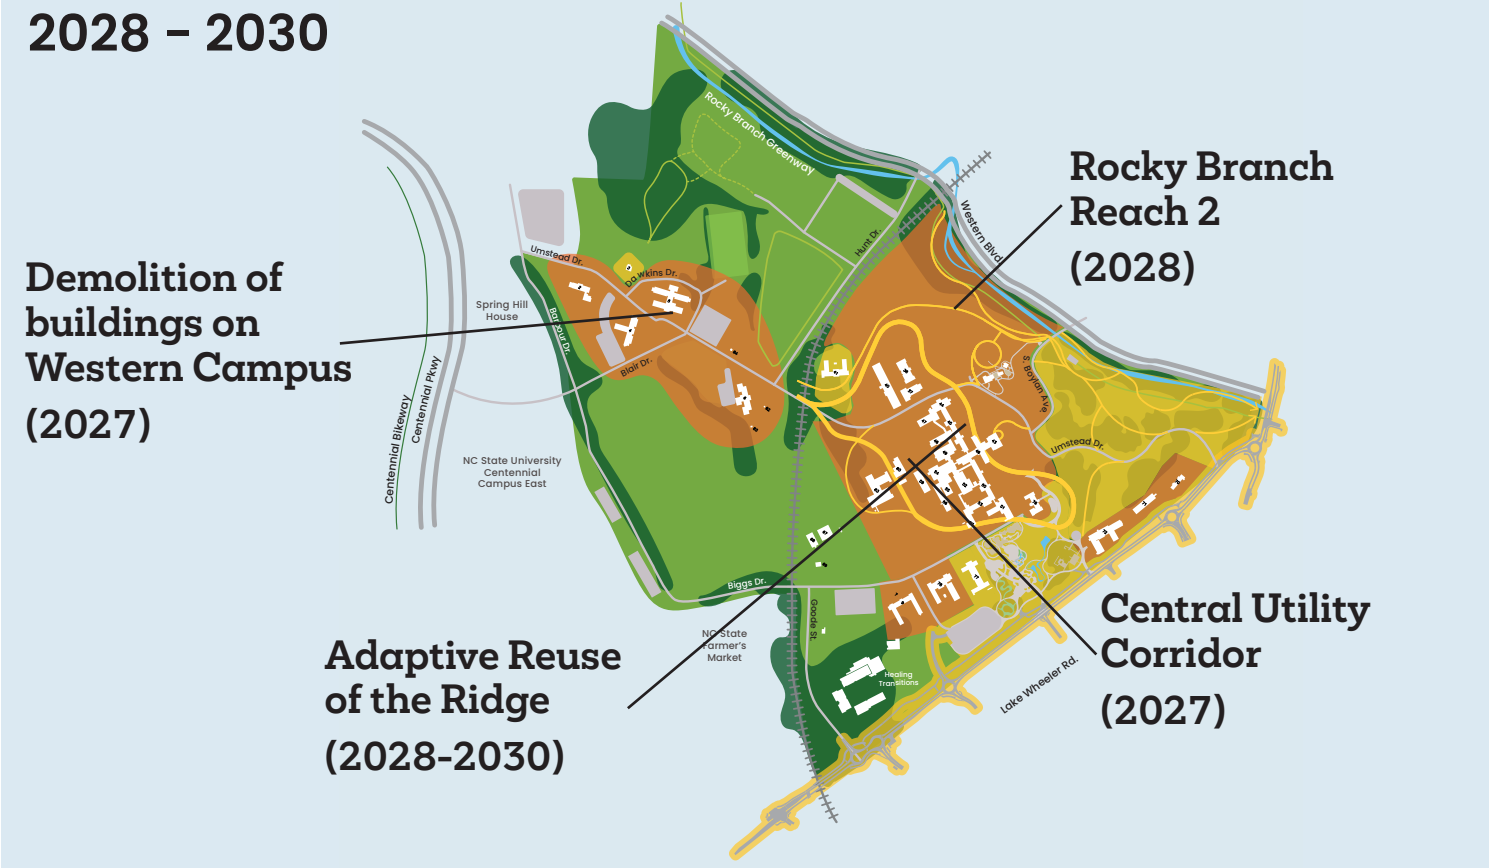 2028 – 2030
Rocky Branch Greenway
Rocky Branch
Reach 2
(2028)
Western Blvd.
Hunt Dr.
Umstead Dr.
Dawkins Dr.
Demolition of
buildings on
Western Campus
(2027)
Spring Hill
House
Barbour Dr.
Blair Dr.
Centennial Bikeway
Centennial Pkwy
S. Boylan Ave.
Umstead Dr.
NC State University
Centennial
Campus East
Biggs Dr.
Goode St.
NC State
Farmer's
Market
Adaptive Reuse
of the Ridge
(2028-2030)
Healing
Transitions
Lake Wheeler Rd.
Central Utility
Corridor
(2027)